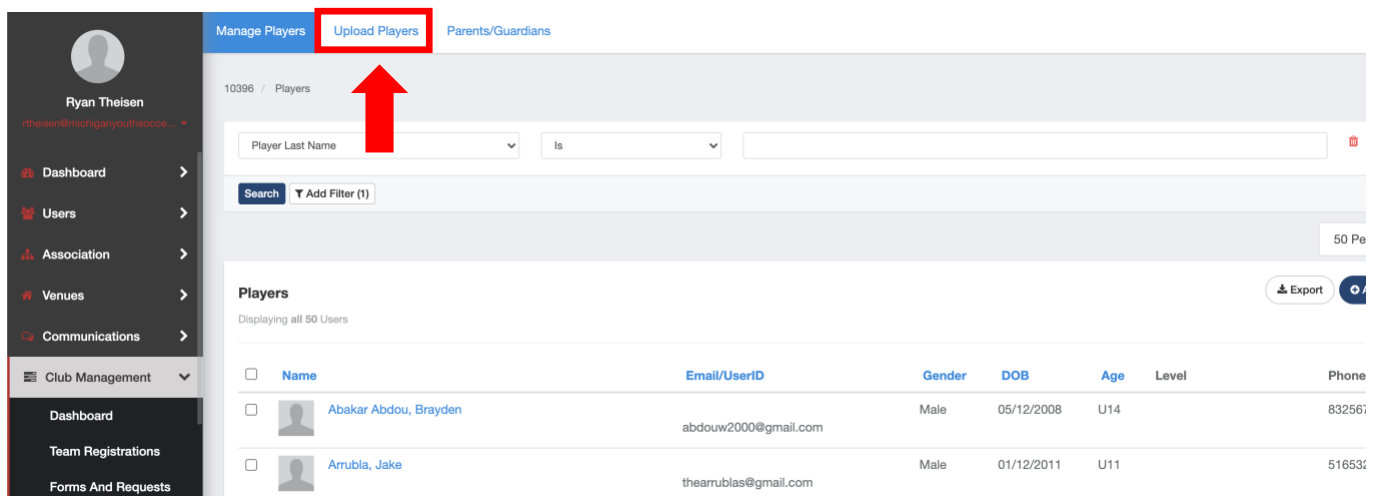 Manage Players
Upload Players
Parents/Guardians
Ryan Theisen
rtheisen@michiganyouthsocce...
10396 / Players
Player Last Name
Is
Search
Add Filter (1)
Dashboard
Users
Association
Venues
Communications
Club Management
Dashboard
Team Registrations
Forms And Requests
50 Pe
Players
Export
A
Displaying all 50 Users
Name Email/UserID Gender DOB Age Level Phone
Abakar Abdou, Brayden abdouw2000@gmail.com Male 05/12/2008 U14 832567
Arrubla, Jake thearrublas@gmail.com Male 01/12/2011 U11 516532